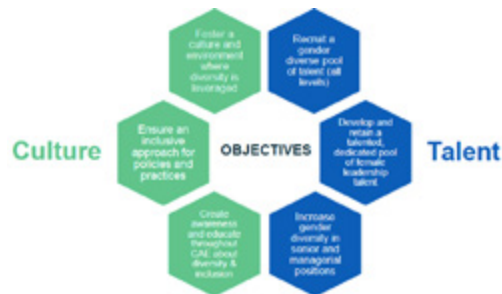 Foster a
culture and
environment
where
diversity is
leveraged
Recruit a
gender
diverse pool
of talent (all
levels)
Culture
Ensure an
inclusive
approach for
policies and
practices
OBJECTIVES
Develop and
retain a
talented,
dedicated pool
of female
leadership
talent
Talent
Create
awareness
and educate
throughout
CAE about
diversity &
inclusion
Increase
gender
diversity in
senior and
managerial
positions